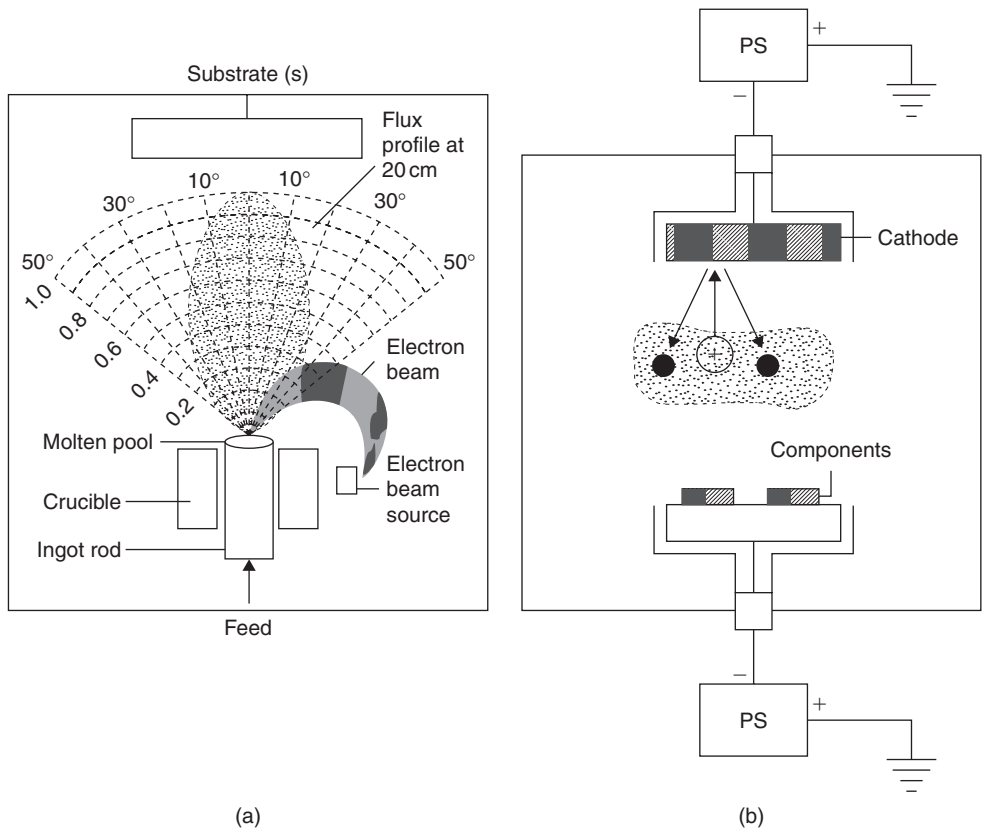 Substrate (s)
Flux
profile at
20 cm
10°
10°
30°
30°
50°
50°
1.0
0.8
0.6
0.4
0.2
Electron
beam
Molten pool
Electron
beam
source
Crucible
Ingot rod
Feed
(a)
PS
+
−
Cathode
+
Components
−
PS
+
(b)